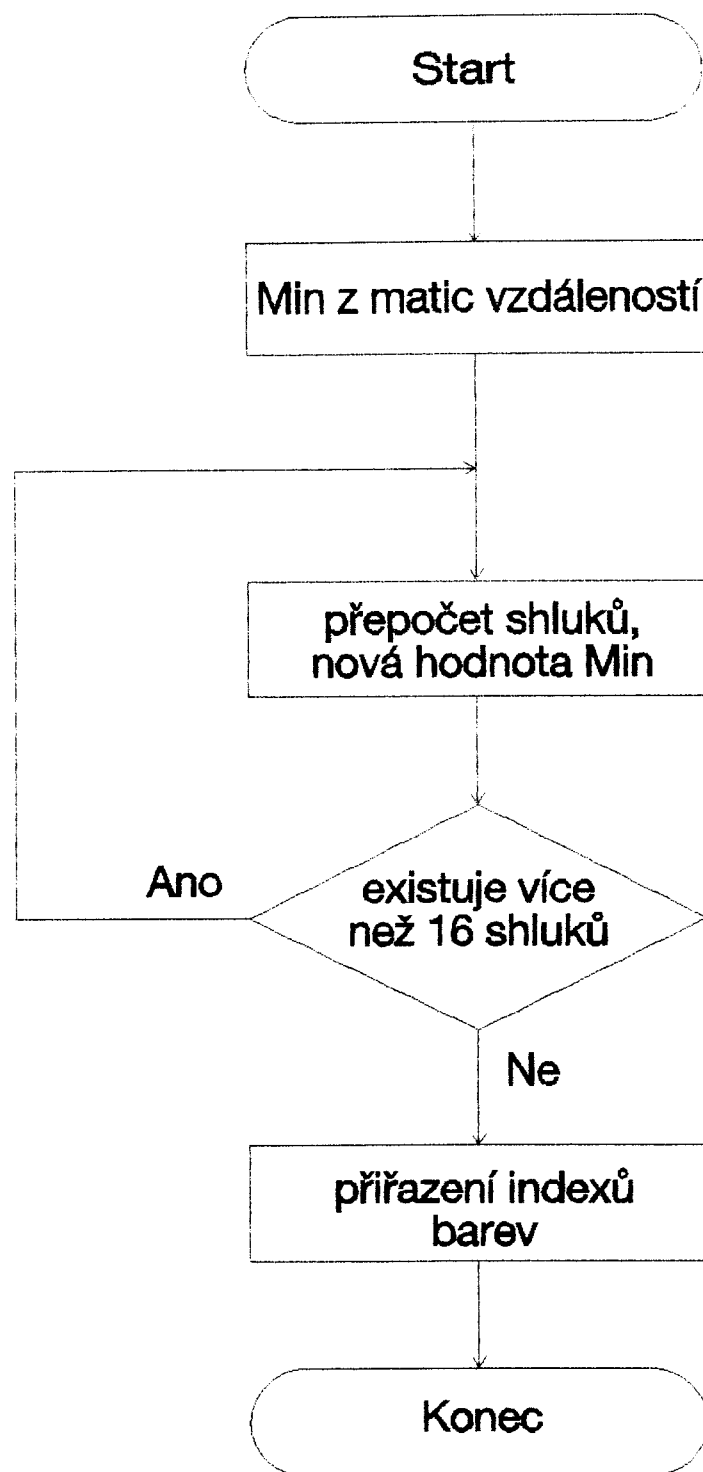 Start
Min z matic vzdáleností
přepočet shluků,
nová hodnota Min
Ano
existuje více
než 16 shluků
Ne
přiřazení indexů
barev
Konec